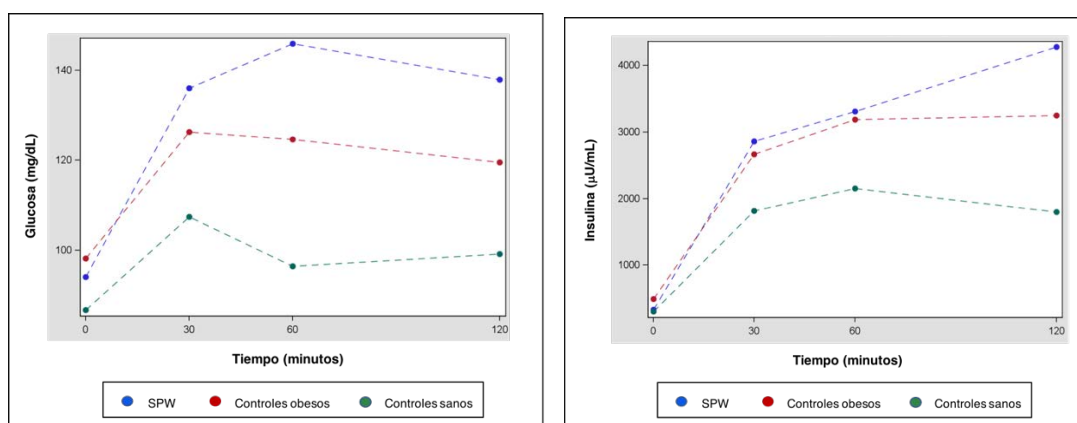 Glucosa (mg/dL)
140
120
100
0 30 60 120
Tiempo (minutos)
SPW Controles obesos Controles sanos
Insulina (μU/mL)
4000
3000
2000
1000
0 30 60 120
Tiempo (minutos)
SPW Controles obesos Controles sanos